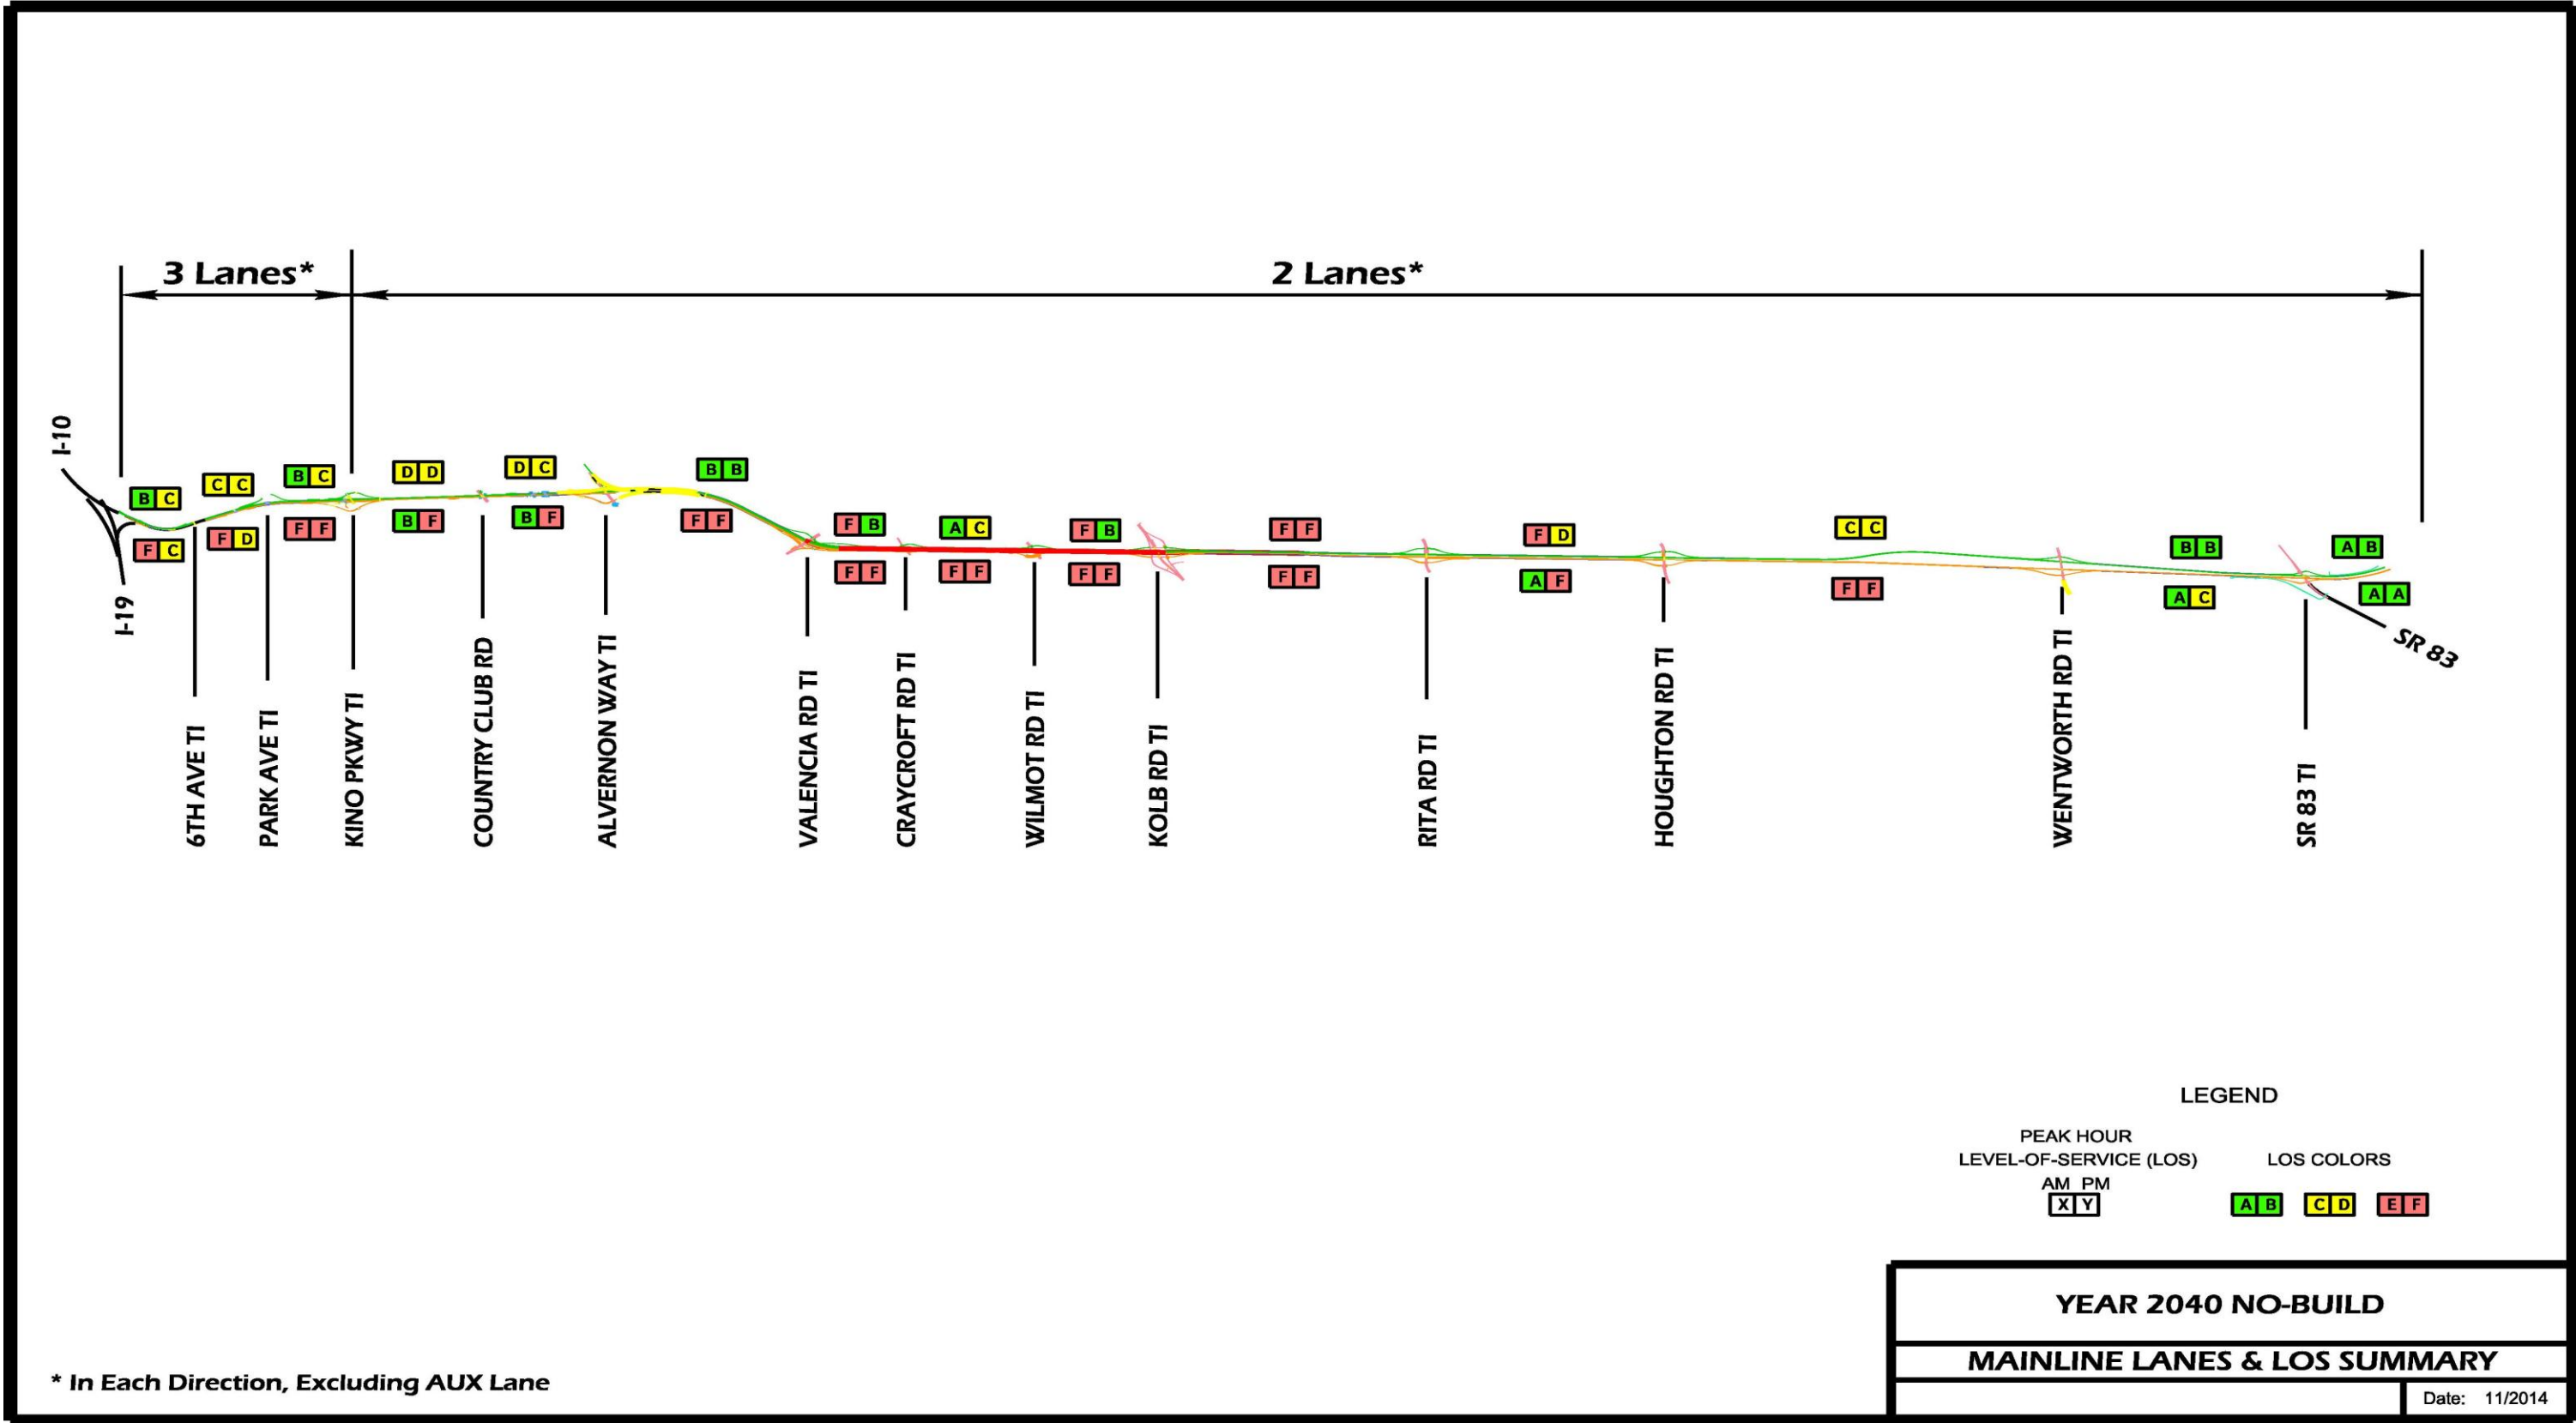 3 Lanes*
2 Lanes*
I-10
I-19
B C
C C
B C
D D
D C
B B
F B
A C
F B
F F
F D
C C
B B
A B
F C
F D
F F
B F
B F
F F
F F
F F
F F
F F
A F
F F
A C
A A
SR 83
6TH AVE TI
PARK AVE TI
KINO PKWY TI
COUNTRY CLUB RD
ALVERNON WAY TI
VALENCIA RD TI
CRAYCROFT RD TI
WILMOT RD TI
KOLB RD TI
RITA RD TI
HOUGHTON RD TI
WENTWORTH RD TI
SR 83 TI
LEGEND
PEAK HOUR
LEVEL-OF-SERVICE (LOS)
AM PM
X Y
LOS COLORS
A B
C D
E F
YEAR 2040 NO-BUILD
MAINLINE LANES & LOS SUMMARY
Date: 11/2014
* In Each Direction, Excluding AUX Lane